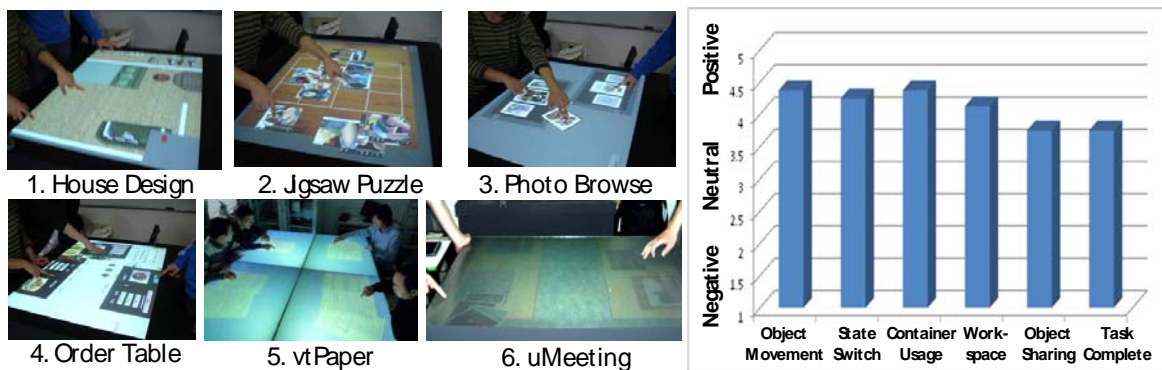 1. House Design
2. Jigsaw Puzzle
3. Photo Browse
4. Order Table
5. vtPaper
6. uMeeting
Positive
Neutral
Negative
5
4.5
4
3.5
3
2.5
2
1.5
1
Object Movement
State Switch
Container Usage
Work-space
Object Sharing
Task Complete